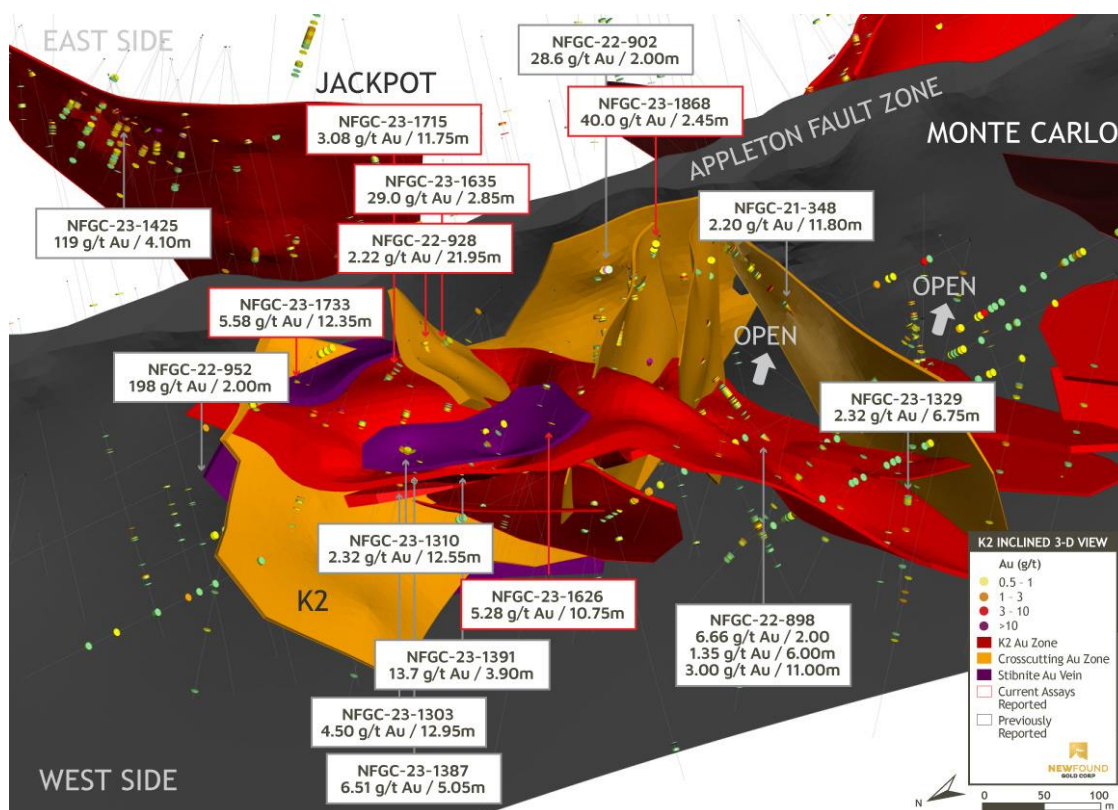 EAST SIDE
JACKPOT
NFGC-22-902
28.6 g/t Au / 2.00m
NFGC-23-1715
3.08 g/t Au / 11.75m
NFGC-23-1868
40.0 g/t Au / 2.45m
APPLETON FAULT ZONE
MONTE CARLO
NFGC-23-1635
29.0 g/t Au / 2.85m
NFGC-21-348
2.20 g/t Au / 11.80m
NFGC-23-1425
119 g/t Au / 4.10m
NFGC-22-928
2.22 g/t Au / 21.95m
OPEN
NFGC-23-1733
5.58 g/t Au / 12.35m
OPEN
NFGC-22-952
198 g/t Au / 2.00m
NFGC-23-1329
2.32 g/t Au / 6.75m
NFGC-23-1310
2.32 g/t Au / 12.55m
K2
NFGC-23-1626
5.28 g/t Au / 10.75m
NFGC-22-898
6.66 g/t Au / 2.00
1.35 g/t Au / 6.00m
3.00 g/t Au / 11.00m
NFGC-23-1391
13.7 g/t Au / 3.90m
NFGC-23-1303
4.50 g/t Au / 12.95m
NFGC-23-1387
6.51 g/t Au / 5.05m
WEST SIDE
K2 INCLINED 3-D VIEW
Au (g/t)
0.5 - 1
1 - 3
3 - 10
>10
K2 Au Zone
Crosscutting Au Zone
Stibnite Au Vein
Current Assays
Reported
Previously
Reported
NEWFOUND
GOLD CORP
N
0 50 100
m